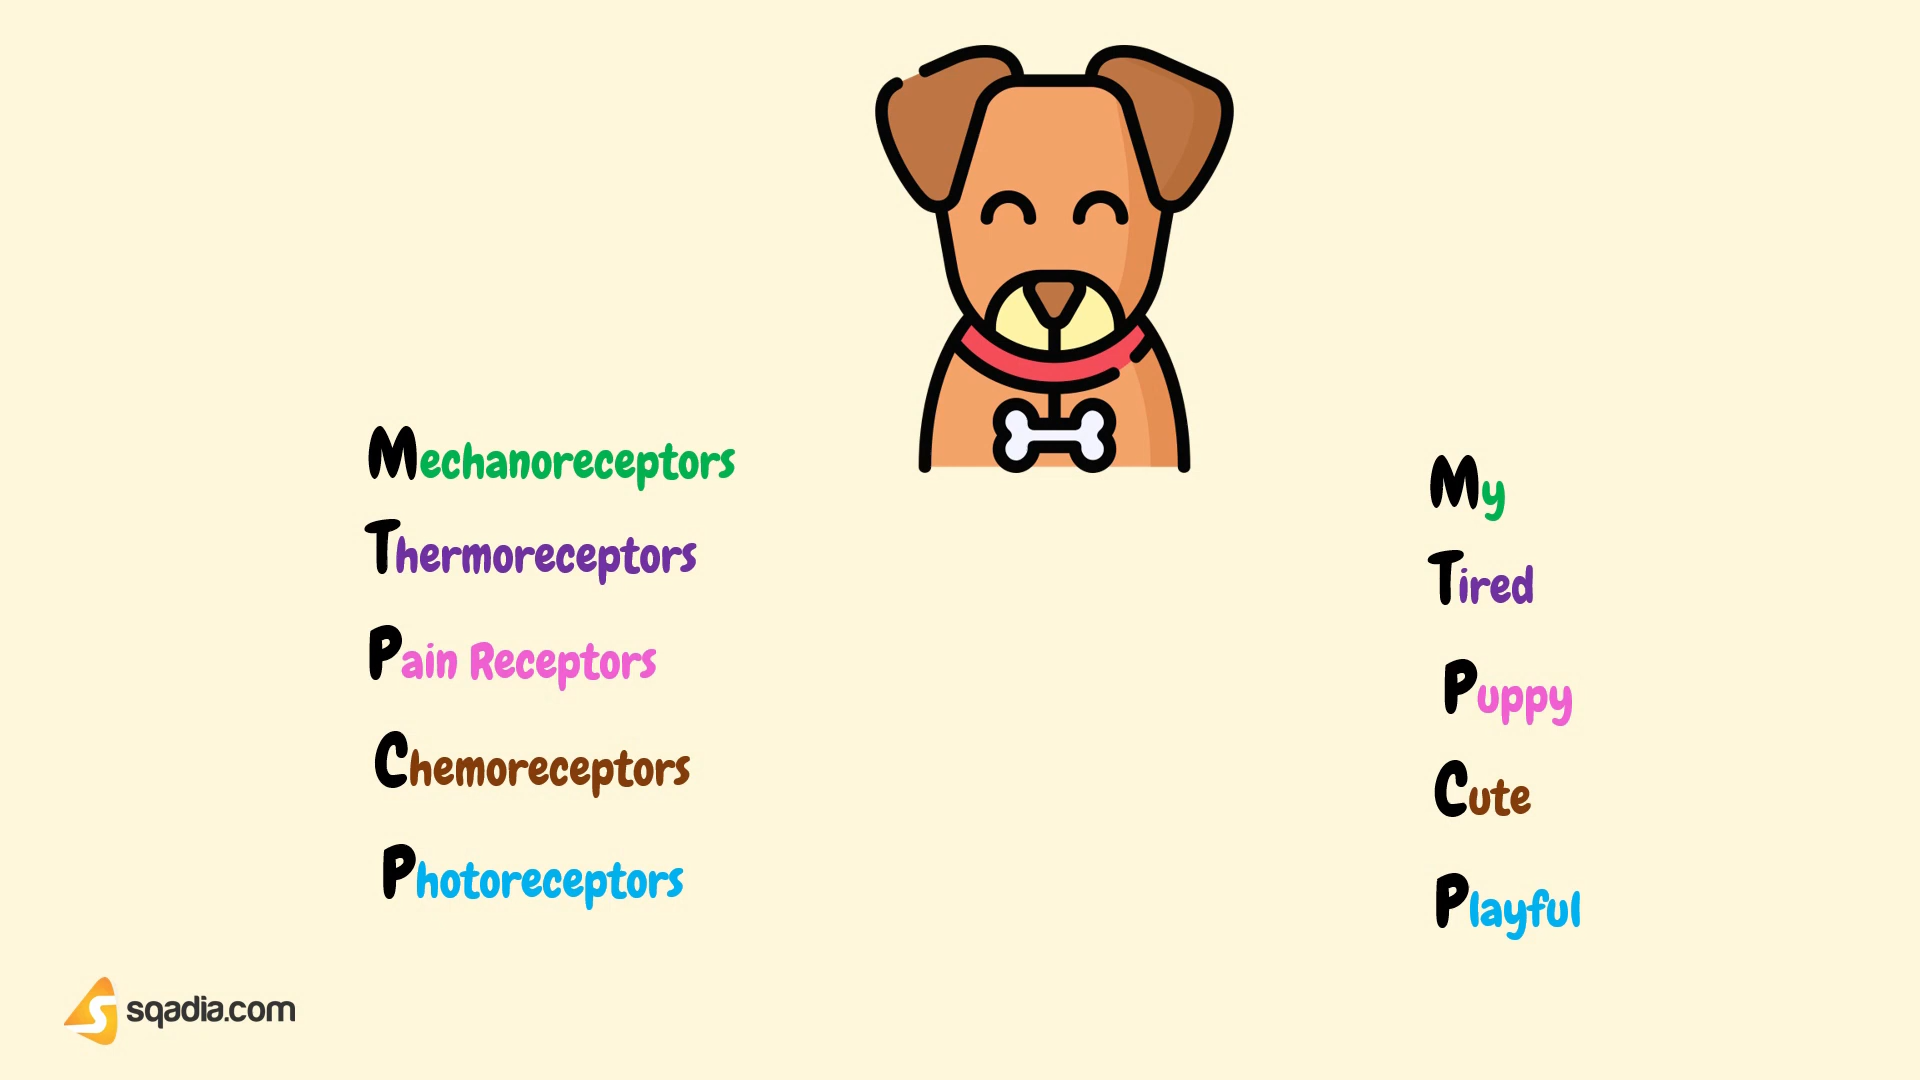 Mechanoreceptors
Thermoreceptors
Pain Receptors
Chemoreceptors
Photoreceptors
My
Tired
Puppy
Cute
Playful
sqadia.com